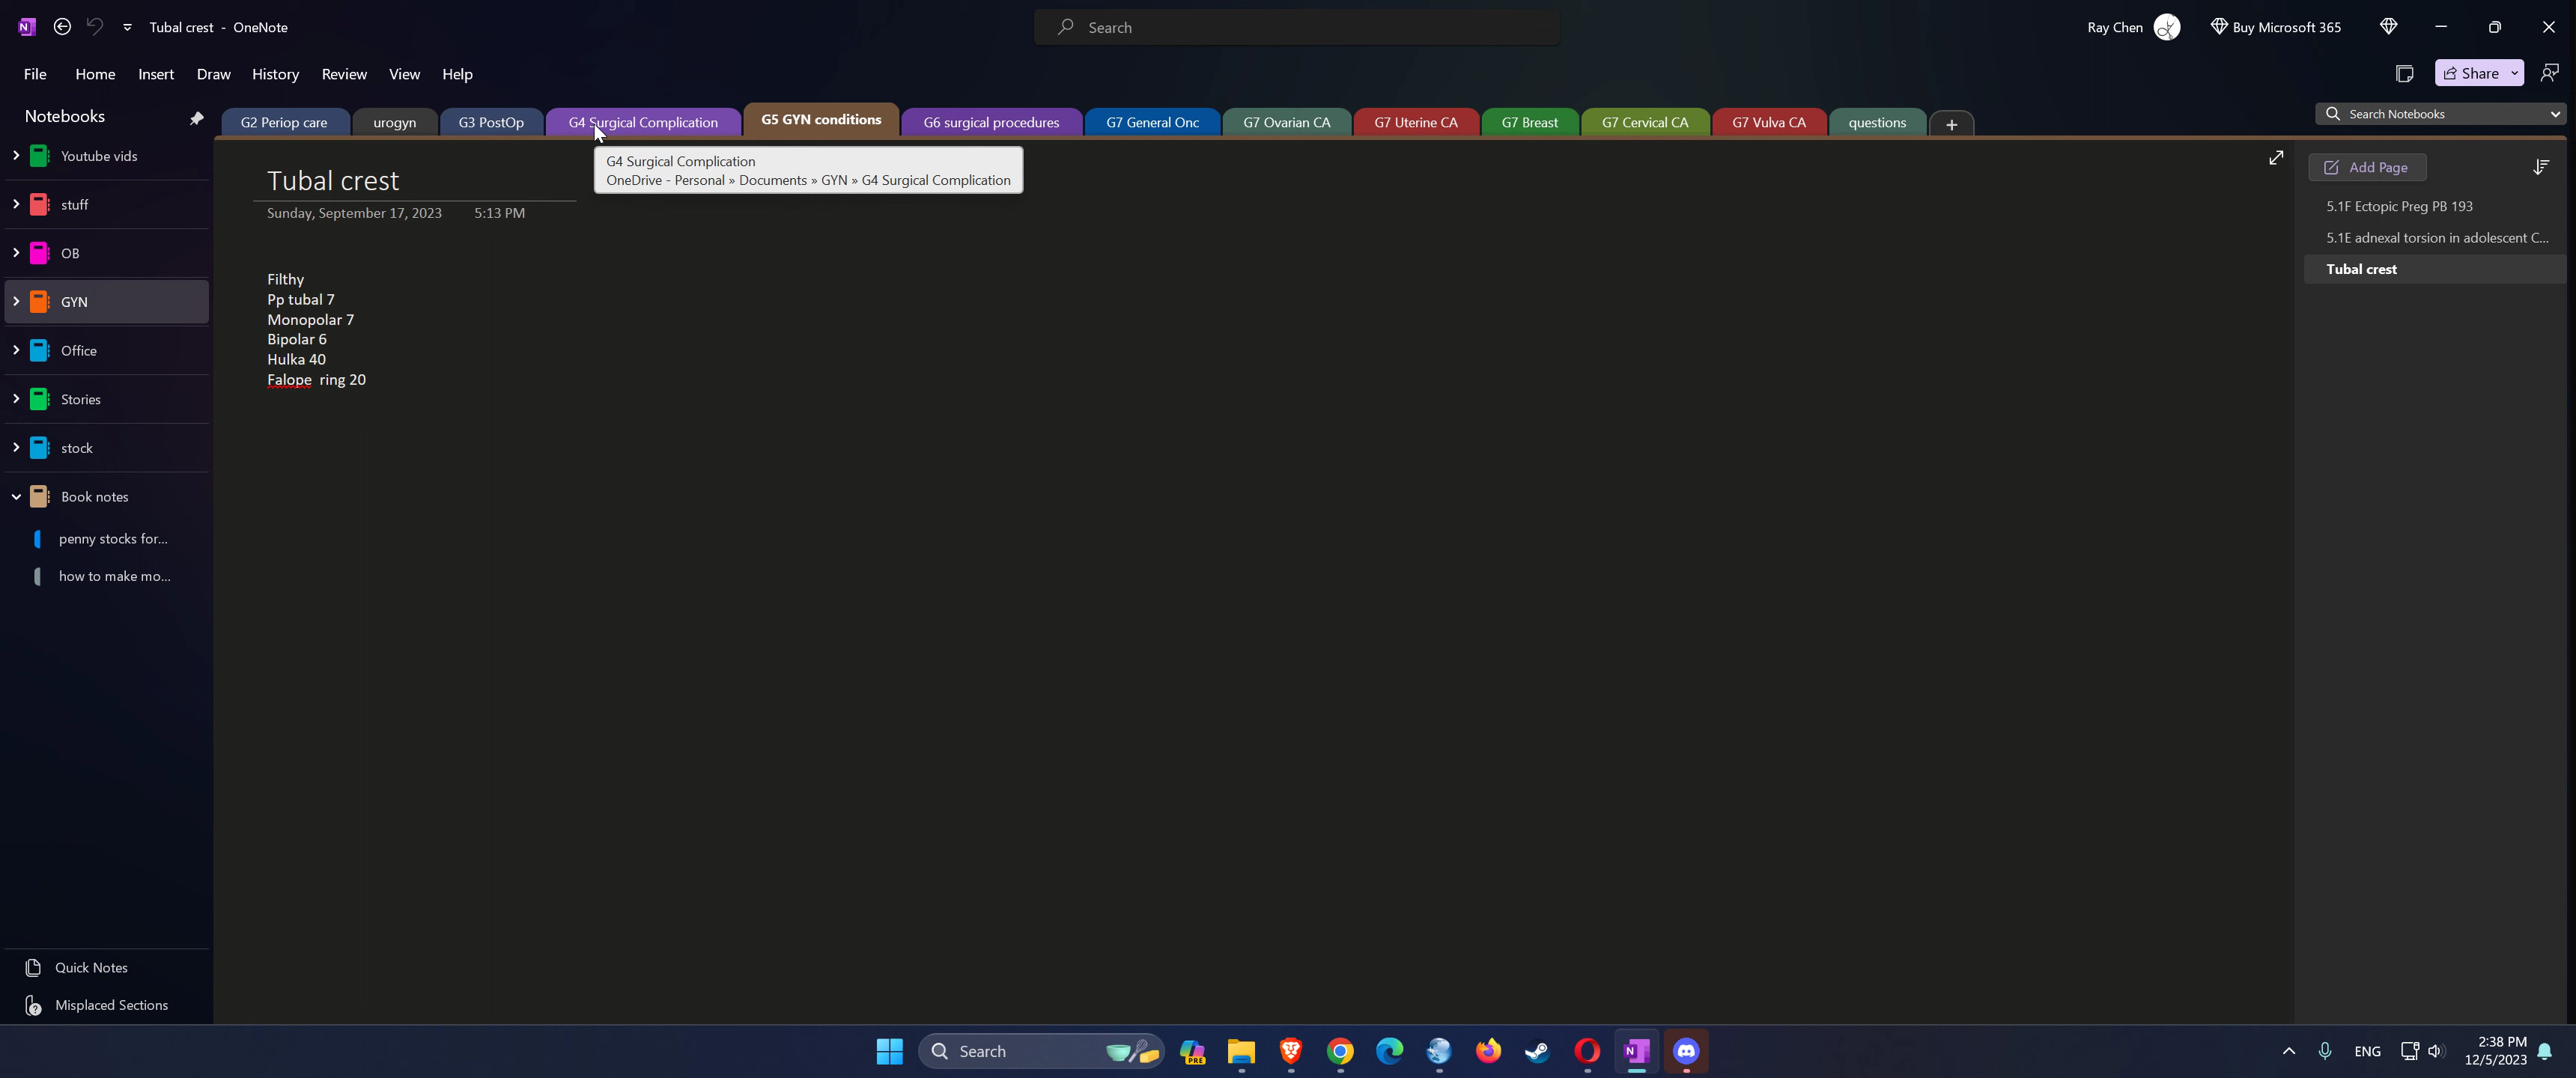 Tubal crest - OneNote
Search
Ray Chen
Buy Microsoft 365
File Home Insert Draw History Review View Help
Share
Notebooks
G2 Periop care urogyn G3 PostOp G4 Surgical Complication G5 GYN conditions G6 surgical procedures G7 General Onc G7 Ovarian CA G7 Uterine CA G7 Breast G7 Cervical CA G7 Vulva CA questions +
Search Notebooks
G4 Surgical Complication
OneDrive - Personal » Documents » GYN » G4 Surgical Complication
Youtube vids
stuff
OB
GYN
Office
Stories
stock
Book notes
penny stocks for...
how to make mo...
Quick Notes
Misplaced Sections
Tubal crest
Sunday, September 17, 2023 5:13 PM
Filthy
Pp tubal 7
Monopolar 7
Bipolar 6
Hulka 40
Falope ring 20
Add Page
5.1F Ectopic Preg PB 193
5.1E adnexal torsion in adolescent C...
Tubal crest
Search
PRE
ENG
2:38 PM
12/5/2023